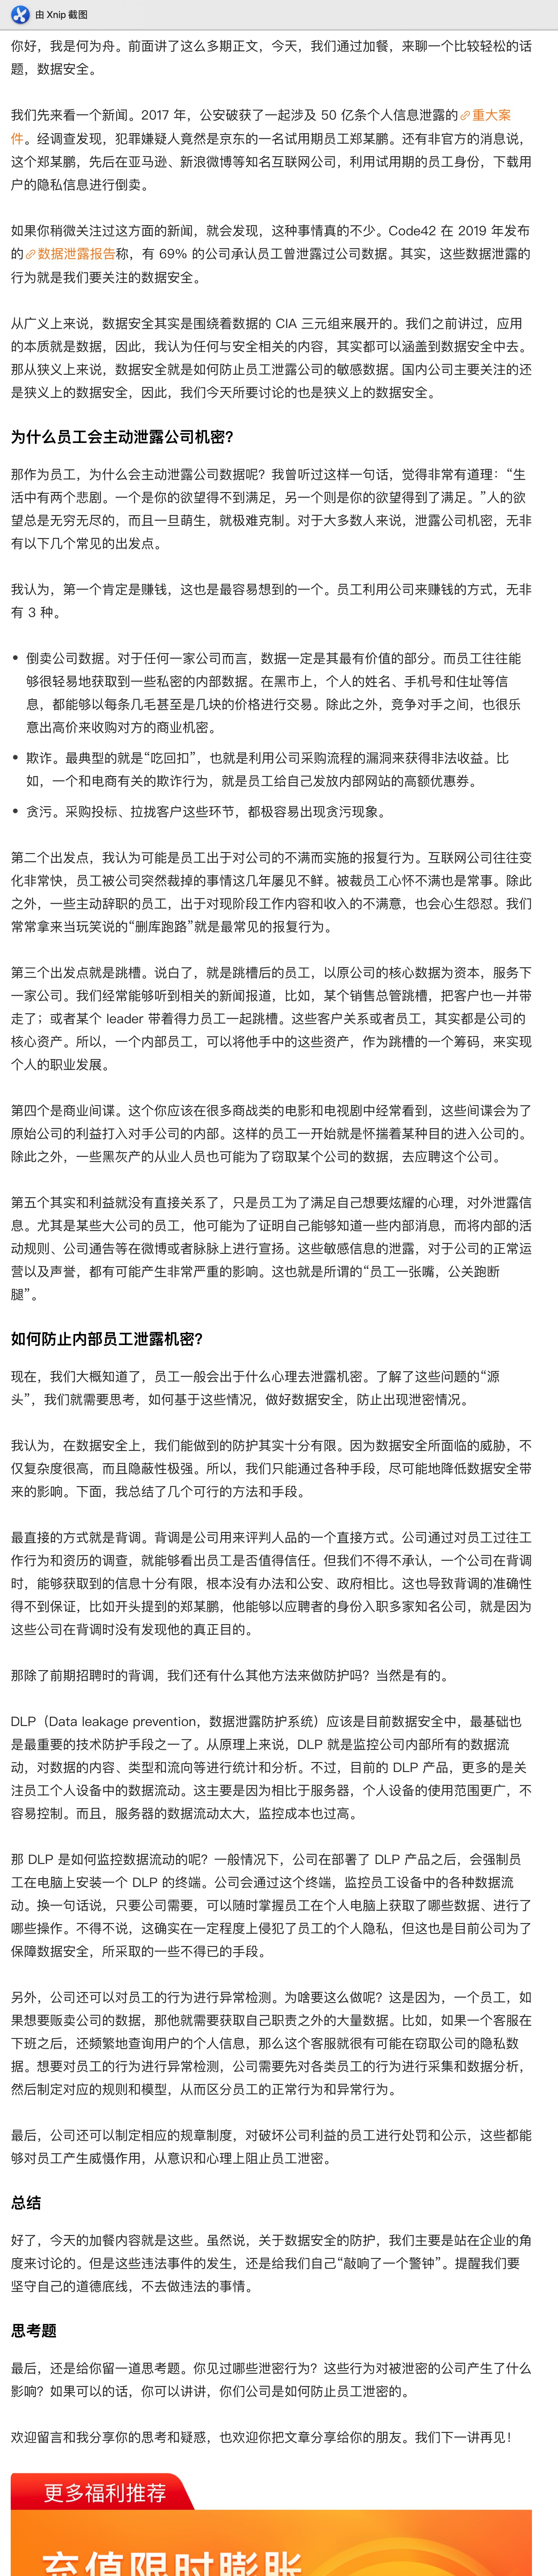 由 Xnip 截图
你好，我是何为舟。前面讲了这么多期正文，今天，我们通过加餐，来聊一个比较轻松的话
题，数据安全。
我们先来看一个新闻。2017 年，公安破获了一起涉及 50 亿条个人信息泄露的重大案
件。经调查发现，犯罪嫌疑人竟然是京东的一名试用期员工郑某鹏。还有非官方的消息说，
这个郑某鹏，先后在亚马逊、新浪微博等知名互联网公司，利用试用期的员工身份，下载用
户的隐私信息进行倒卖。
如果你稍微关注过这方面的新闻，就会发现，这种事情真的不少。Code42 在 2019 年发布
的数据泄露报告称，有 69% 的公司承认员工曾泄露过公司数据。其实，这些数据泄露的
行为就是我们要关注的数据安全。
从广义上来说，数据安全其实是围绕着数据的 CIA 三元组来展开的。我们之前讲过，应用
的本质就是数据，因此，我认为任何与安全相关的内容，其实都可以涵盖到数据安全中去。
那从狭义上来说，数据安全就是如何防止员工泄露公司的敏感数据。国内公司主要关注的还
是狭义上的数据安全，因此，我们今天所要讨论的也是狭义上的数据安全。
为什么员工会主动泄露公司机密？
那作为员工，为什么会主动泄露公司数据呢？我曾听过这样一句话，觉得非常有道理：“生
活中有两个悲剧。一个是你的欲望得不到满足，另一个则是你的欲望得到了满足。”人的欲
望总是无穷无尽的，而且一旦萌生，就极难克制。对于大多数人来说，泄露公司机密，无非
有以下几个常见的出发点。
我认为，第一个肯定是赚钱，这也是最容易想到的一个。员工利用公司来赚钱的方式，无非
有 3 种。
• 倒卖公司数据。对于任何一家公司而言，数据一定是其最有价值的部分。而员工往往能
够很轻易地获取到一些私密的内部数据。在黑市上，个人的姓名、手机号和住址等信
息，都能够以每条几毛甚至是几块的价格进行交易。除此之外，竞争对手之间，也很乐
意出高价来收购对方的商业机密。
• 欺诈。最典型的就是“吃回扣”，也就是利用公司采购流程的漏洞来获得非法收益。比
如，一个和电商有关的欺诈行为，就是员工给自己发放内部网站的高额优惠券。
• 贪污。采购投标、拉拢客户这些环节，都极容易出现贪污现象。
第二个出发点，我认为可能是员工出于对公司的不满而实施的报复行为。互联网公司往往变
化非常快，员工被公司突然裁掉的事情这几年屡见不鲜。被裁员工心怀不满也是常事。除此
之外，一些主动辞职的员工，出于对现阶段工作内容和收入的不满意，也会心生怨怼。我们
常常拿来当玩笑说的“删库跑路”就是最常见的报复行为。
第三个出发点就是跳槽。说白了，就是跳槽后的员工，以原公司的核心数据为资本，服务下
一家公司。我们经常能够听到相关的新闻报道，比如，某个销售总管跳槽，把客户也一并带
走了；或者某个 leader 带着得力员工一起跳槽。这些客户关系或者员工，其实都是公司的
核心资产。所以，一个内部员工，可以将他手中的这些资产，作为跳槽的一个筹码，来实现
个人的职业发展。
第四个是商业间谍。这个你应该在很多商战类的电影和电视剧中经常看到，这些间谍会为了
原始公司的利益打入对手公司的内部。这样的员工一开始就是怀揣着某种目的进入公司的。
除此之外，一些黑灰产的从业人员也可能为了窃取某个公司的数据，去应聘这个公司。
第五个其实和利益就没有直接关系了，只是员工为了满足自己想要炫耀的心理，对外泄露信
息。尤其是某些大公司的员工，他可能为了证明自己能够知道一些内部消息，而将内部的活
动规则、公司通告等在微博或者脉脉上进行宣扬。这些敏感信息的泄露，对于公司的正常运
营以及声誉，都有可能产生非常严重的影响。这也就是所谓的“员工一张嘴，公关跑断
腿”。
如何防止内部员工泄露机密？
现在，我们大概知道了，员工一般会出于什么心理去泄露机密。了解了这些问题的“源
头”，我们就需要思考，如何基于这些情况，做好数据安全，防止出现泄密情况。
我认为，在数据安全上，我们能做到的防护其实十分有限。因为数据安全所面临的威胁，不
仅复杂度很高，而且隐蔽性极强。所以，我们只能通过各种手段，尽可能地降低数据安全带
来的影响。下面，我总结了几个可行的方法和手段。
最直接的方式就是背调。背调是公司用来评判人品的一个直接方式。公司通过对员工过往工
作行为和资历的调查，就能够看出员工是否值得信任。但我们不得不承认，一个公司在背调
时，能够获取到的信息十分有限，根本没有办法和公安、政府相比。这也导致背调的准确性
得不到保证，比如开头提到的郑某鹏，他能够以应聘者的身份入职多家知名公司，就是因为
这些公司在背调时没有发现他的真正目的。
那除了前期招聘时的背调，我们还有什么其他方法来做防护吗？当然是有的。
DLP（Data leakage prevention，数据泄露防护系统）应该是目前数据安全中，最基础也
是最重要的技术防护手段之一了。从原理上来说，DLP 就是监控公司内部所有的数据流
动，对数据的内容、类型和流向等进行统计和分析。不过，目前的 DLP 产品，更多的是关
注员工个人设备中的数据流动。这主要是因为相比于服务器，个人设备的使用范围更广，不
容易控制。而且，服务器的数据流动太大，监控成本也过高。
那 DLP 是如何监控数据流动的呢？一般情况下，公司在部署了 DLP 产品之后，会强制员
工在电脑上安装一个 DLP 的终端。公司会通过这个终端，监控员工设备中的各种数据流
动。换一句话说，只要公司需要，可以随时掌握员工在个人电脑上获取了哪些数据、进行了
哪些操作。不得不说，这确实在一定程度上侵犯了员工的个人隐私，但这也是目前公司为了
保障数据安全，所采取的一些不得已的手段。
另外，公司还可以对员工的行为进行异常检测。为啥要这么做呢？这是因为，一个员工，如
果想要贩卖公司的数据，那他就需要获取自己职责之外的大量数据。比如，如果一个客服在
下班之后，还频繁地查询用户的个人信息，那么这个客服就很有可能在窃取公司的隐私数
据。想要对员工的行为进行异常检测，公司需要先对各类员工的行为进行采集和数据分析，
然后制定对应的规则和模型，从而区分员工的正常行为和异常行为。
最后，公司还可以制定相应的规章制度，对破坏公司利益的员工进行处罚和公示，这些都能
够对员工产生威慑作用，从意识和心理上阻止员工泄密。
总结
好了，今天的加餐内容就是这些。虽然说，关于数据安全的防护，我们主要是站在企业的角
度来讨论的。但是这些违法事件的发生，还是给我们自己“敲响了一个警钟”。提醒我们要
坚守自己的道德底线，不去做违法的事情。
思考题
最后，还是给你留一道思考题。你见过哪些泄密行为？这些行为对被泄密的公司产生了什么
影响？如果可以的话，你可以讲讲，你们公司是如何防止员工泄密的。
欢迎留言和我分享你的思考和疑惑，也欢迎你把文章分享给你的朋友。我们下一讲再见！
更多福利推荐
充值限时膨胀